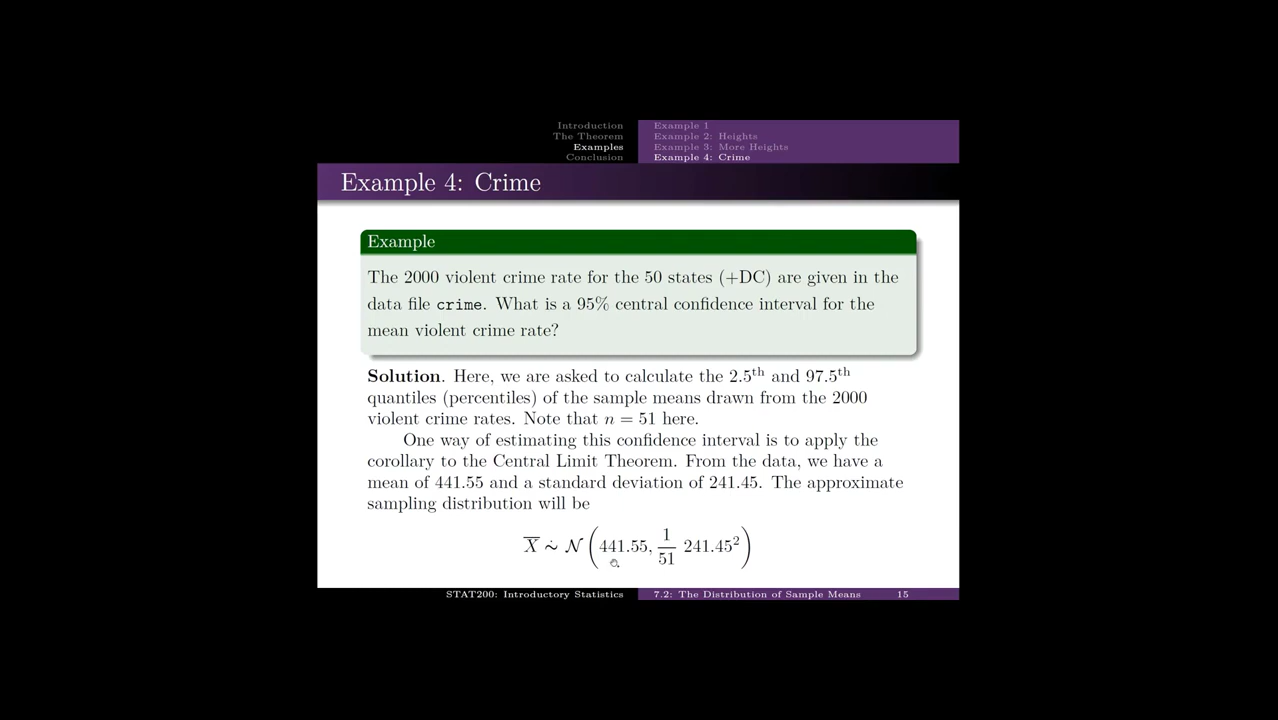 Introduction
The Theorem
Examples
Conclusion
Example 1
Example 2: Heights
Example 3: More Heights
Example 4: Crime
Example 4: Crime
Example
The 2000 violent crime rate for the 50 states (+DC) are given in the
data file crime. What is a 95% central confidence interval for the
mean violent crime rate?
Solution. Here, we are asked to calculate the 2.5th and 97.5th
quantiles (percentiles) of the sample means drawn from the 2000
violent crime rates. Note that n = 51 here.
One way of estimating this confidence interval is to apply the
corollary to the Central Limit Theorem. From the data, we have a
mean of 441.55 and a standard deviation of 241.45. The approximate
sampling distribution will be
X̅ ∼̇ 𝒩 (441.55, 1/51 241.45²)
STAT200: Introductory Statistics 7.2: The Distribution of Sample Means 15